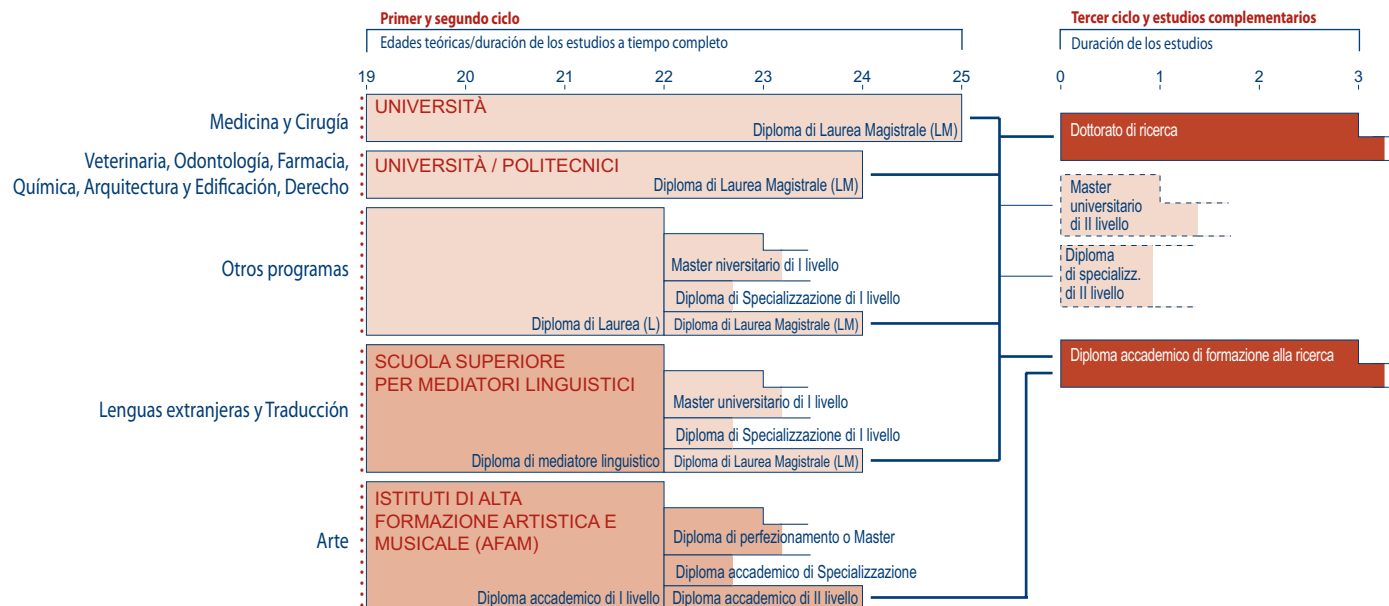 Primer y segundo ciclo
Edades teóricas/duración de los estudios a tiempo completo
19 20 21 22 23 24 25
Tercer ciclo y estudios complementarios
Duración de los estudios
0 1 2 3
Medicina y Cirugía
UNIVERSITÀ
Diploma di Laurea Magistrale (LM)
Veterinaria, Odontología, Farmacia,
Química, Arquitectura y Edificación, Derecho
UNIVERSITÀ / POLITECNICI
Diploma di Laurea Magistrale (LM)
Otros programas
Master niversitario di I livello
Diploma di Specializzazione di I livello
Diploma di Laurea (L)
Diploma di Laurea Magistrale (LM)
Lenguas extranjeras y Traducción
SCUOLA SUPERIORE
PER MEDIATORI LINGUISTICI
Master universitario di I livello
Diploma di Specializzazione di I livello
Diploma di mediatore linguistico
Diploma di Laurea Magistrale (LM)
Arte
ISTITUTI DI ALTA
FORMAZIONE ARTISTICA E
MUSICALE (AFAM)
Diploma di perfezionamento o Master
Diploma accademico di Specializzazione
Diploma accademico di I livello
Diploma accademico di II livello
Dottorato di ricerca
Master
universitario
di II livello
Diploma
di specializz.
di II livello
Diploma accademico di formazione alla ricerca